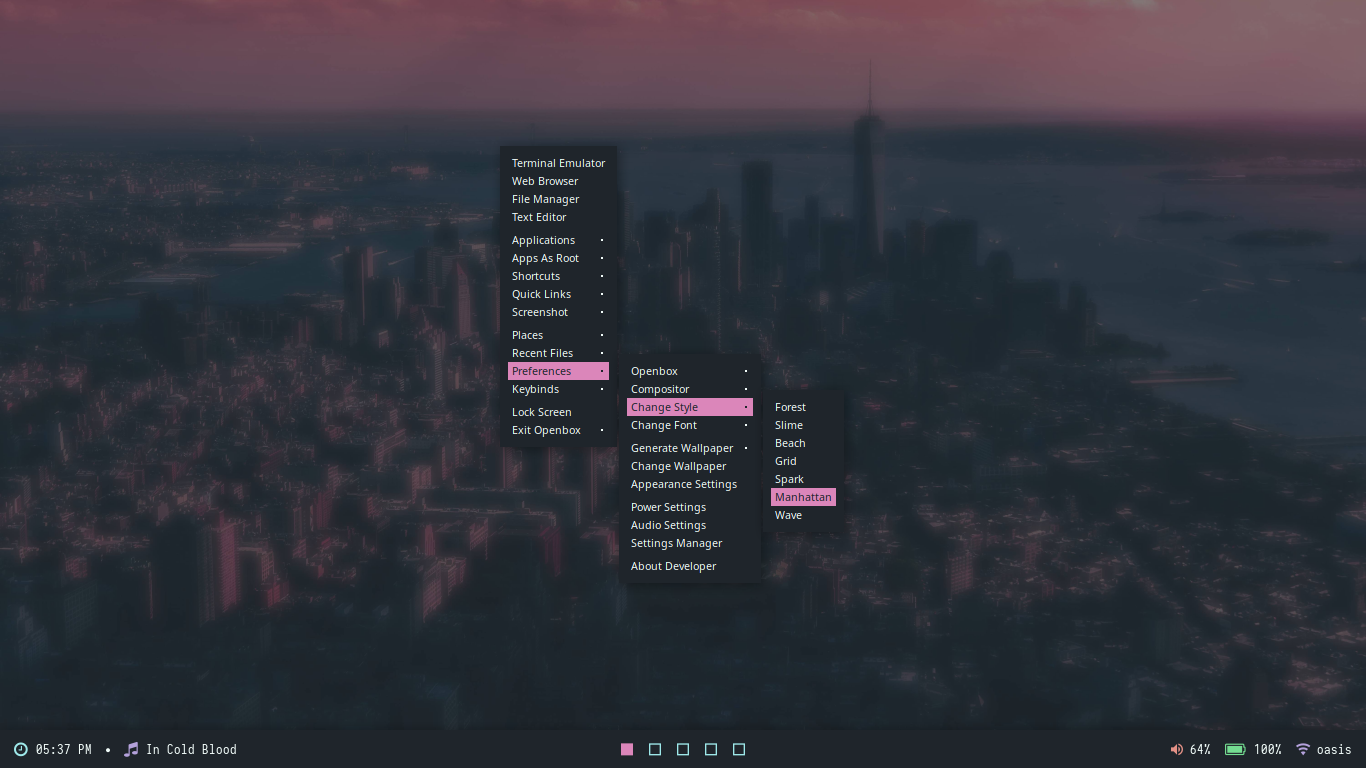 Terminal Emulator
Web Browser
File Manager
Text Editor
Applications
Apps As Root
Shortcuts
Quick Links
Screenshot
Places
Recent Files
Preferences
Keybinds
Lock Screen
Exit Openbox
Openbox
Compositor
Change Style
Change Font
Generate Wallpaper
Change Wallpaper
Appearance Settings
Power Settings
Audio Settings
Settings Manager
About Developer
Forest
Slime
Beach
Grid
Spark
Manhattan
Wave
05:37 PM • In Cold Blood 64% 100% oasis